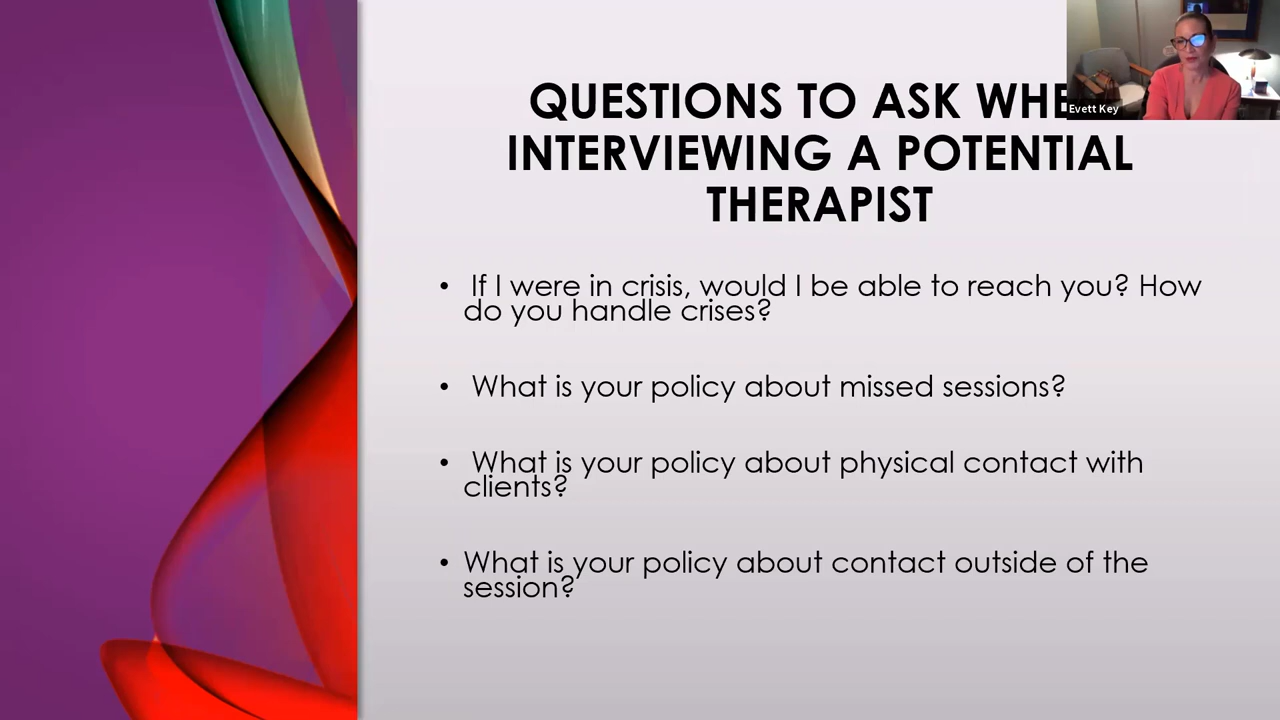 QUESTIONS TO ASK WHE
INTERVIEWING A POTENTIAL
THERAPIST
Evett Key
• If I were in crisis, would I be able to reach you? How
do you handle crises?
• What is your policy about missed sessions?
• What is your policy about physical contact with
clients?
• What is your policy about contact outside of the
session?